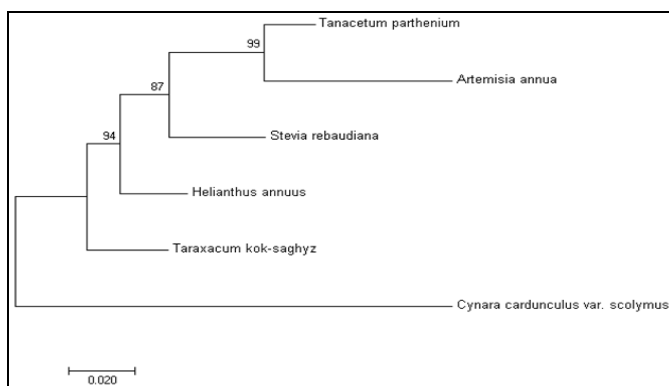 Tanacetum parthenium
99
Artemisia annua
87
Stevia rebaudiana
94
Helianthus annuus
Taraxacum kok-saghyz
Cynara cardunculus var. scolymus
0.020